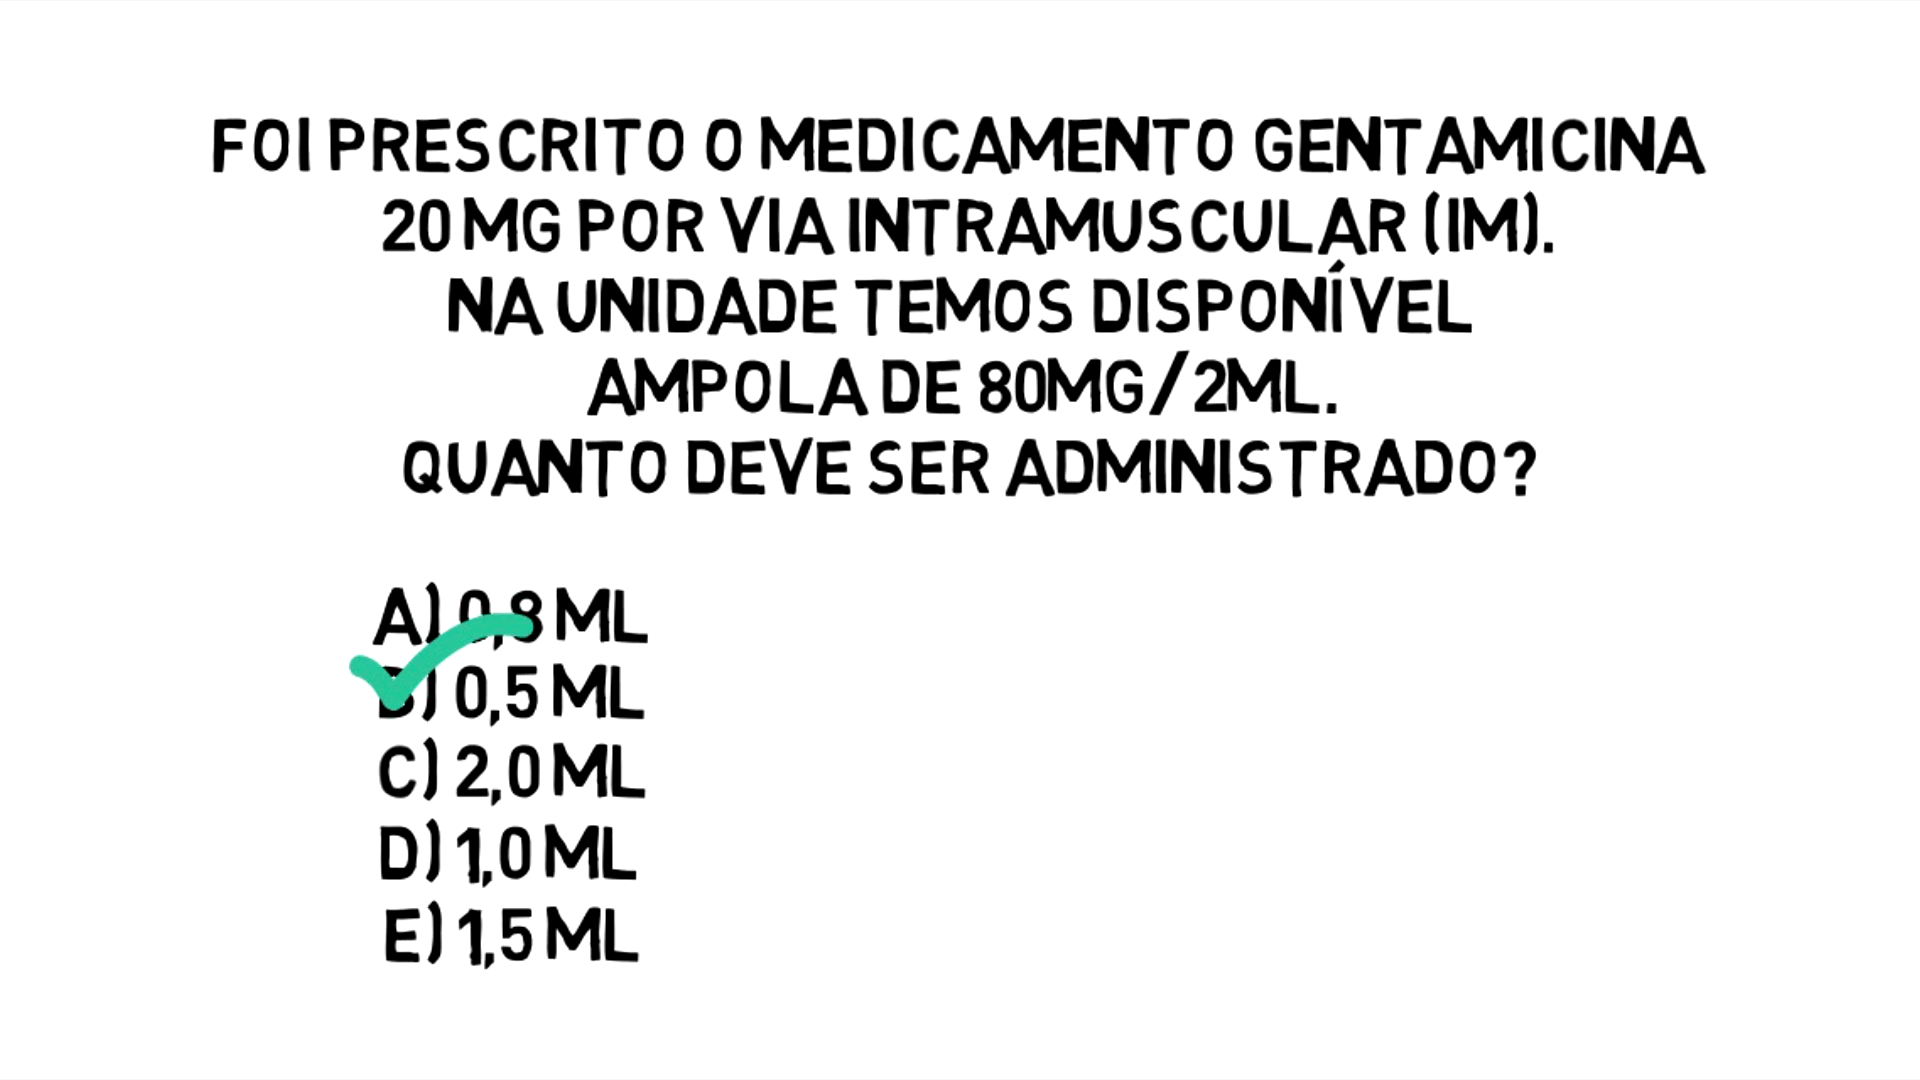 FOI PRESCRITO O MEDICAMENTO GENTAMICINA
20 MG POR VIA INTRAMUSCULAR (IM).
NA UNIDADE TEMOS DISPONÍVEL
AMPOLA DE 80MG/2ML.
QUANTO DEVE SER ADMINISTRADO?
A) 0,8 ML
B) 0,5 ML
C) 2,0 ML
D) 1,0 ML
E) 1,5 ML